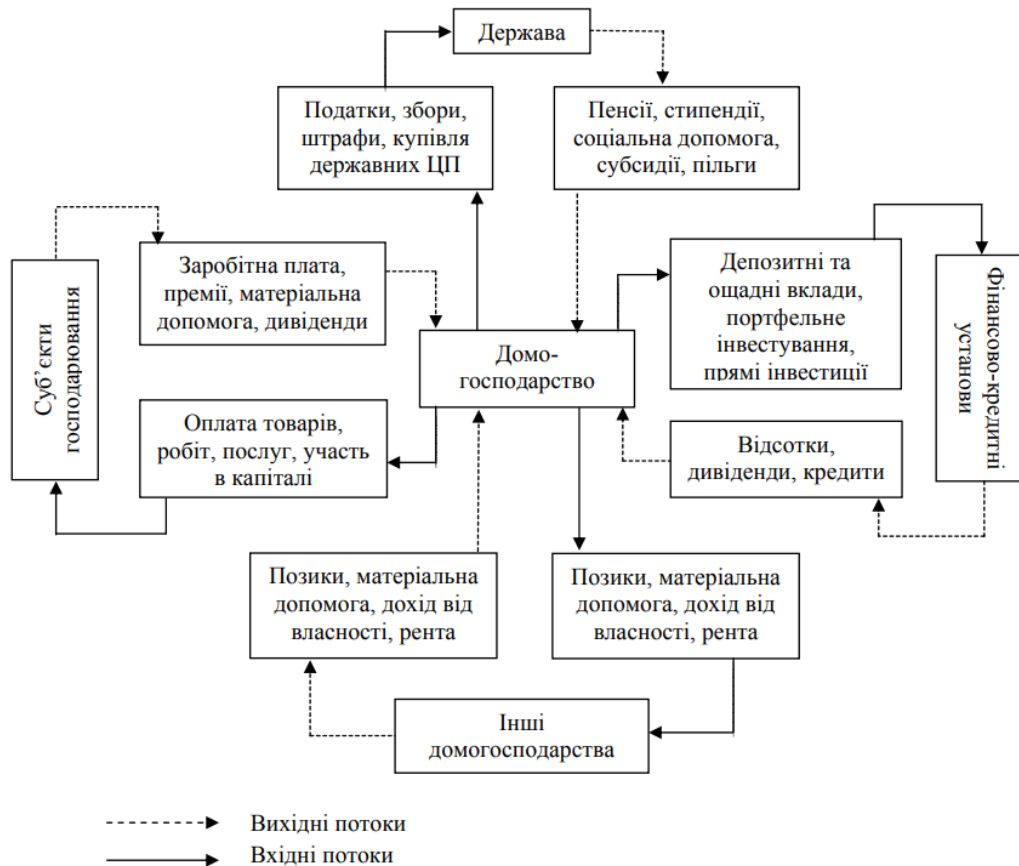 Держава
Податки, збори,
штрафи, купівля
державних ЦП
Пенсії, стипендії,
соціальна допомога,
субсидії, пільги
Суб’єкти
господарювання
Заробітна плата,
премії, матеріальна
допомога, дивіденди
Депозитні та
ощадні вклади,
портфельне
інвестування,
прямі інвестиції
Фінансово-кредитні
установи
Домо-
господарство
Оплата товарів,
робіт, послуг, участь
в капіталі
Відсотки,
дивіденди, кредити
Позики, матеріальна
допомога, дохід від
власності, рента
Позики, матеріальна
допомога, дохід від
власності, рента
Інші
домогосподарства
Вихідні потоки
Вхідні потоки